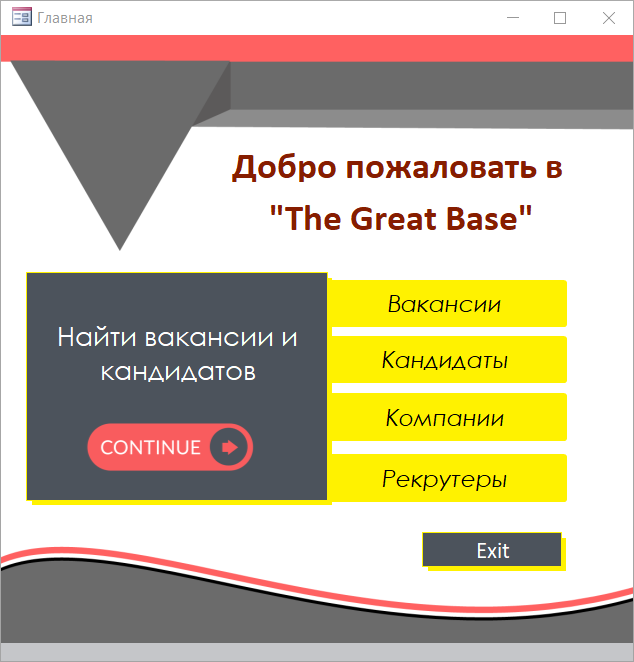 Главная
Добро пожаловать в
"The Great Base"
Найти вакансии и
кандидатов
CONTINUE
Вакансии
Кандидаты
Компании
Рекрутеры
Exit